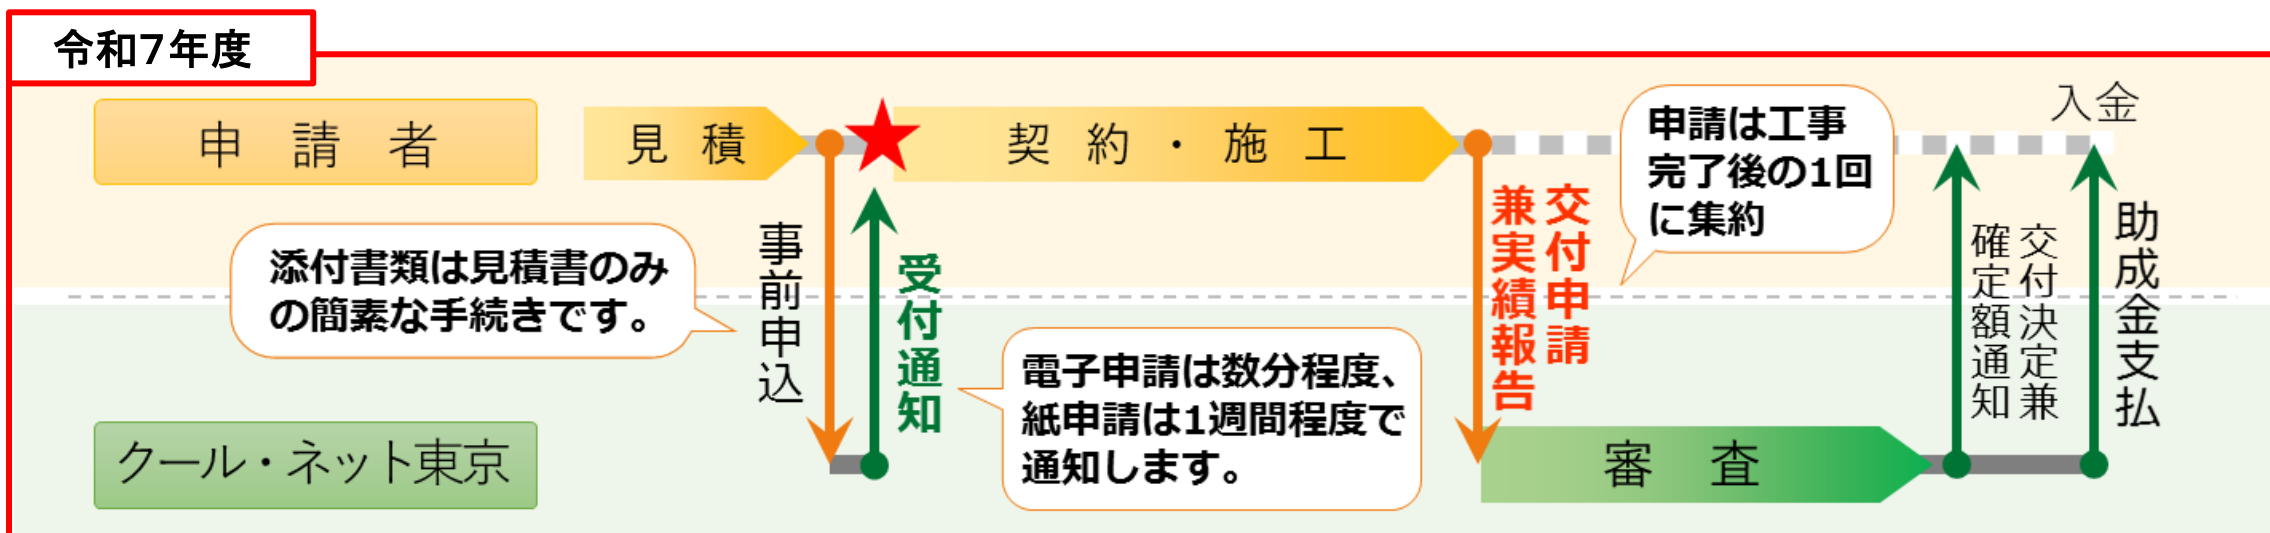 令和7年度
申請者
見積
契約・施工
入金
申請は工事
完了後の1回
に集約
添付書類は見積書のみ
の簡素な手続きです。
事前申込
受付通知
電子申請は数分程度、
紙申請は1週間程度で
通知します。
交付申請
兼実績報告
交付決定兼
確定額通知
助成金支払
クール・ネット東京
審査